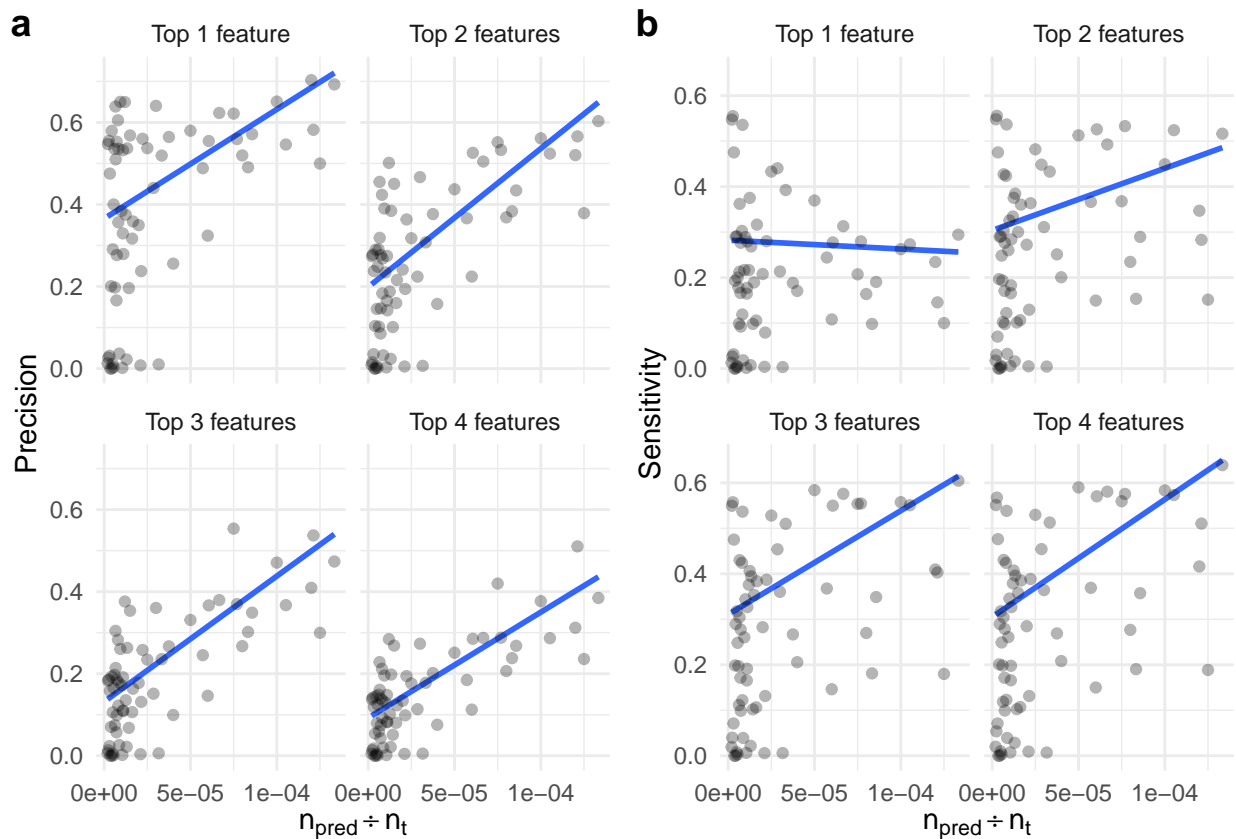 a
Top 1 feature
Top 2 features
0.6
0.4
0.2
0.0
Top 3 features
Top 4 features
0.6
0.4
0.2
0.0
0e+00
5e−05
1e−04
0e+00
5e−05
1e−04
Precision
n_pred ÷ n_t
b
Top 1 feature
Top 2 features
0.6
0.4
0.2
0.0
Top 3 features
Top 4 features
0.6
0.4
0.2
0.0
0e+00
5e−05
1e−04
0e+00
5e−05
1e−04
Sensitivity
n_pred ÷ n_t